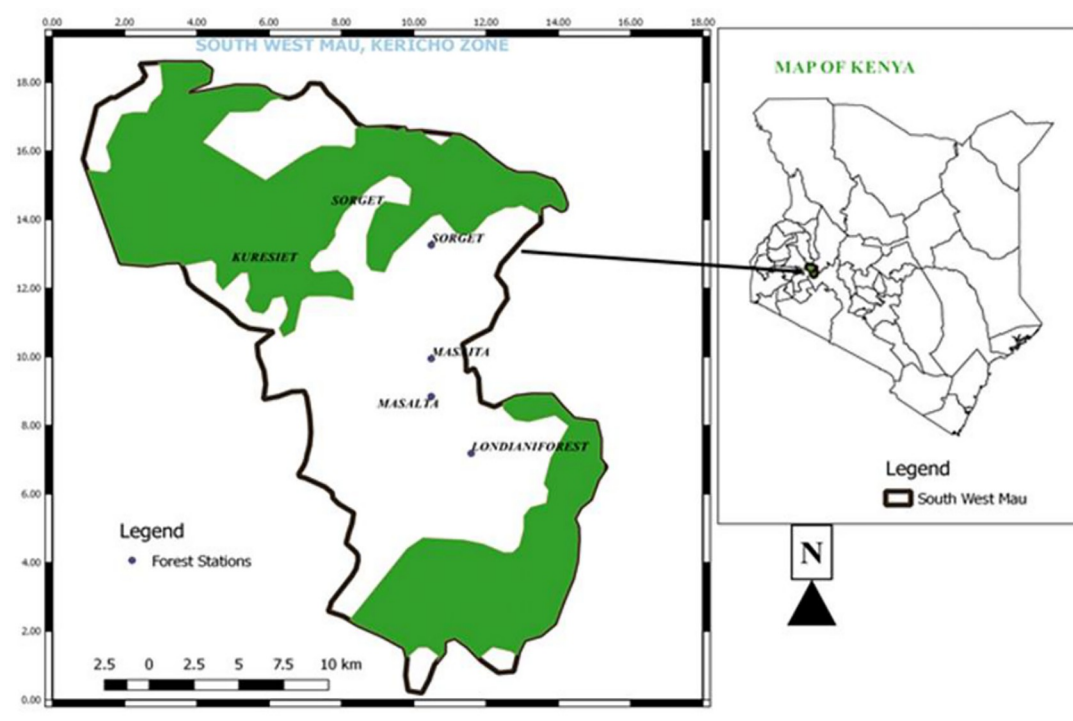 0.00 2.00 4.00 6.00 8.00 10.00 12.00 14.00 16.00 18.00
SOUTH WEST MAU, KERICHO ZONE
MAP OF KENYA
18.00
16.00
14.00
SORGET
SORGET
KURESIET
12.00
10.00
MASAITA
MASALTA
8.00
LONDIANIFOREST
6.00
Legend
South West Mau
Legend
Forest Stations
N
4.00
2.00
2.5 0 2.5 5 7.5 10 km
0.00